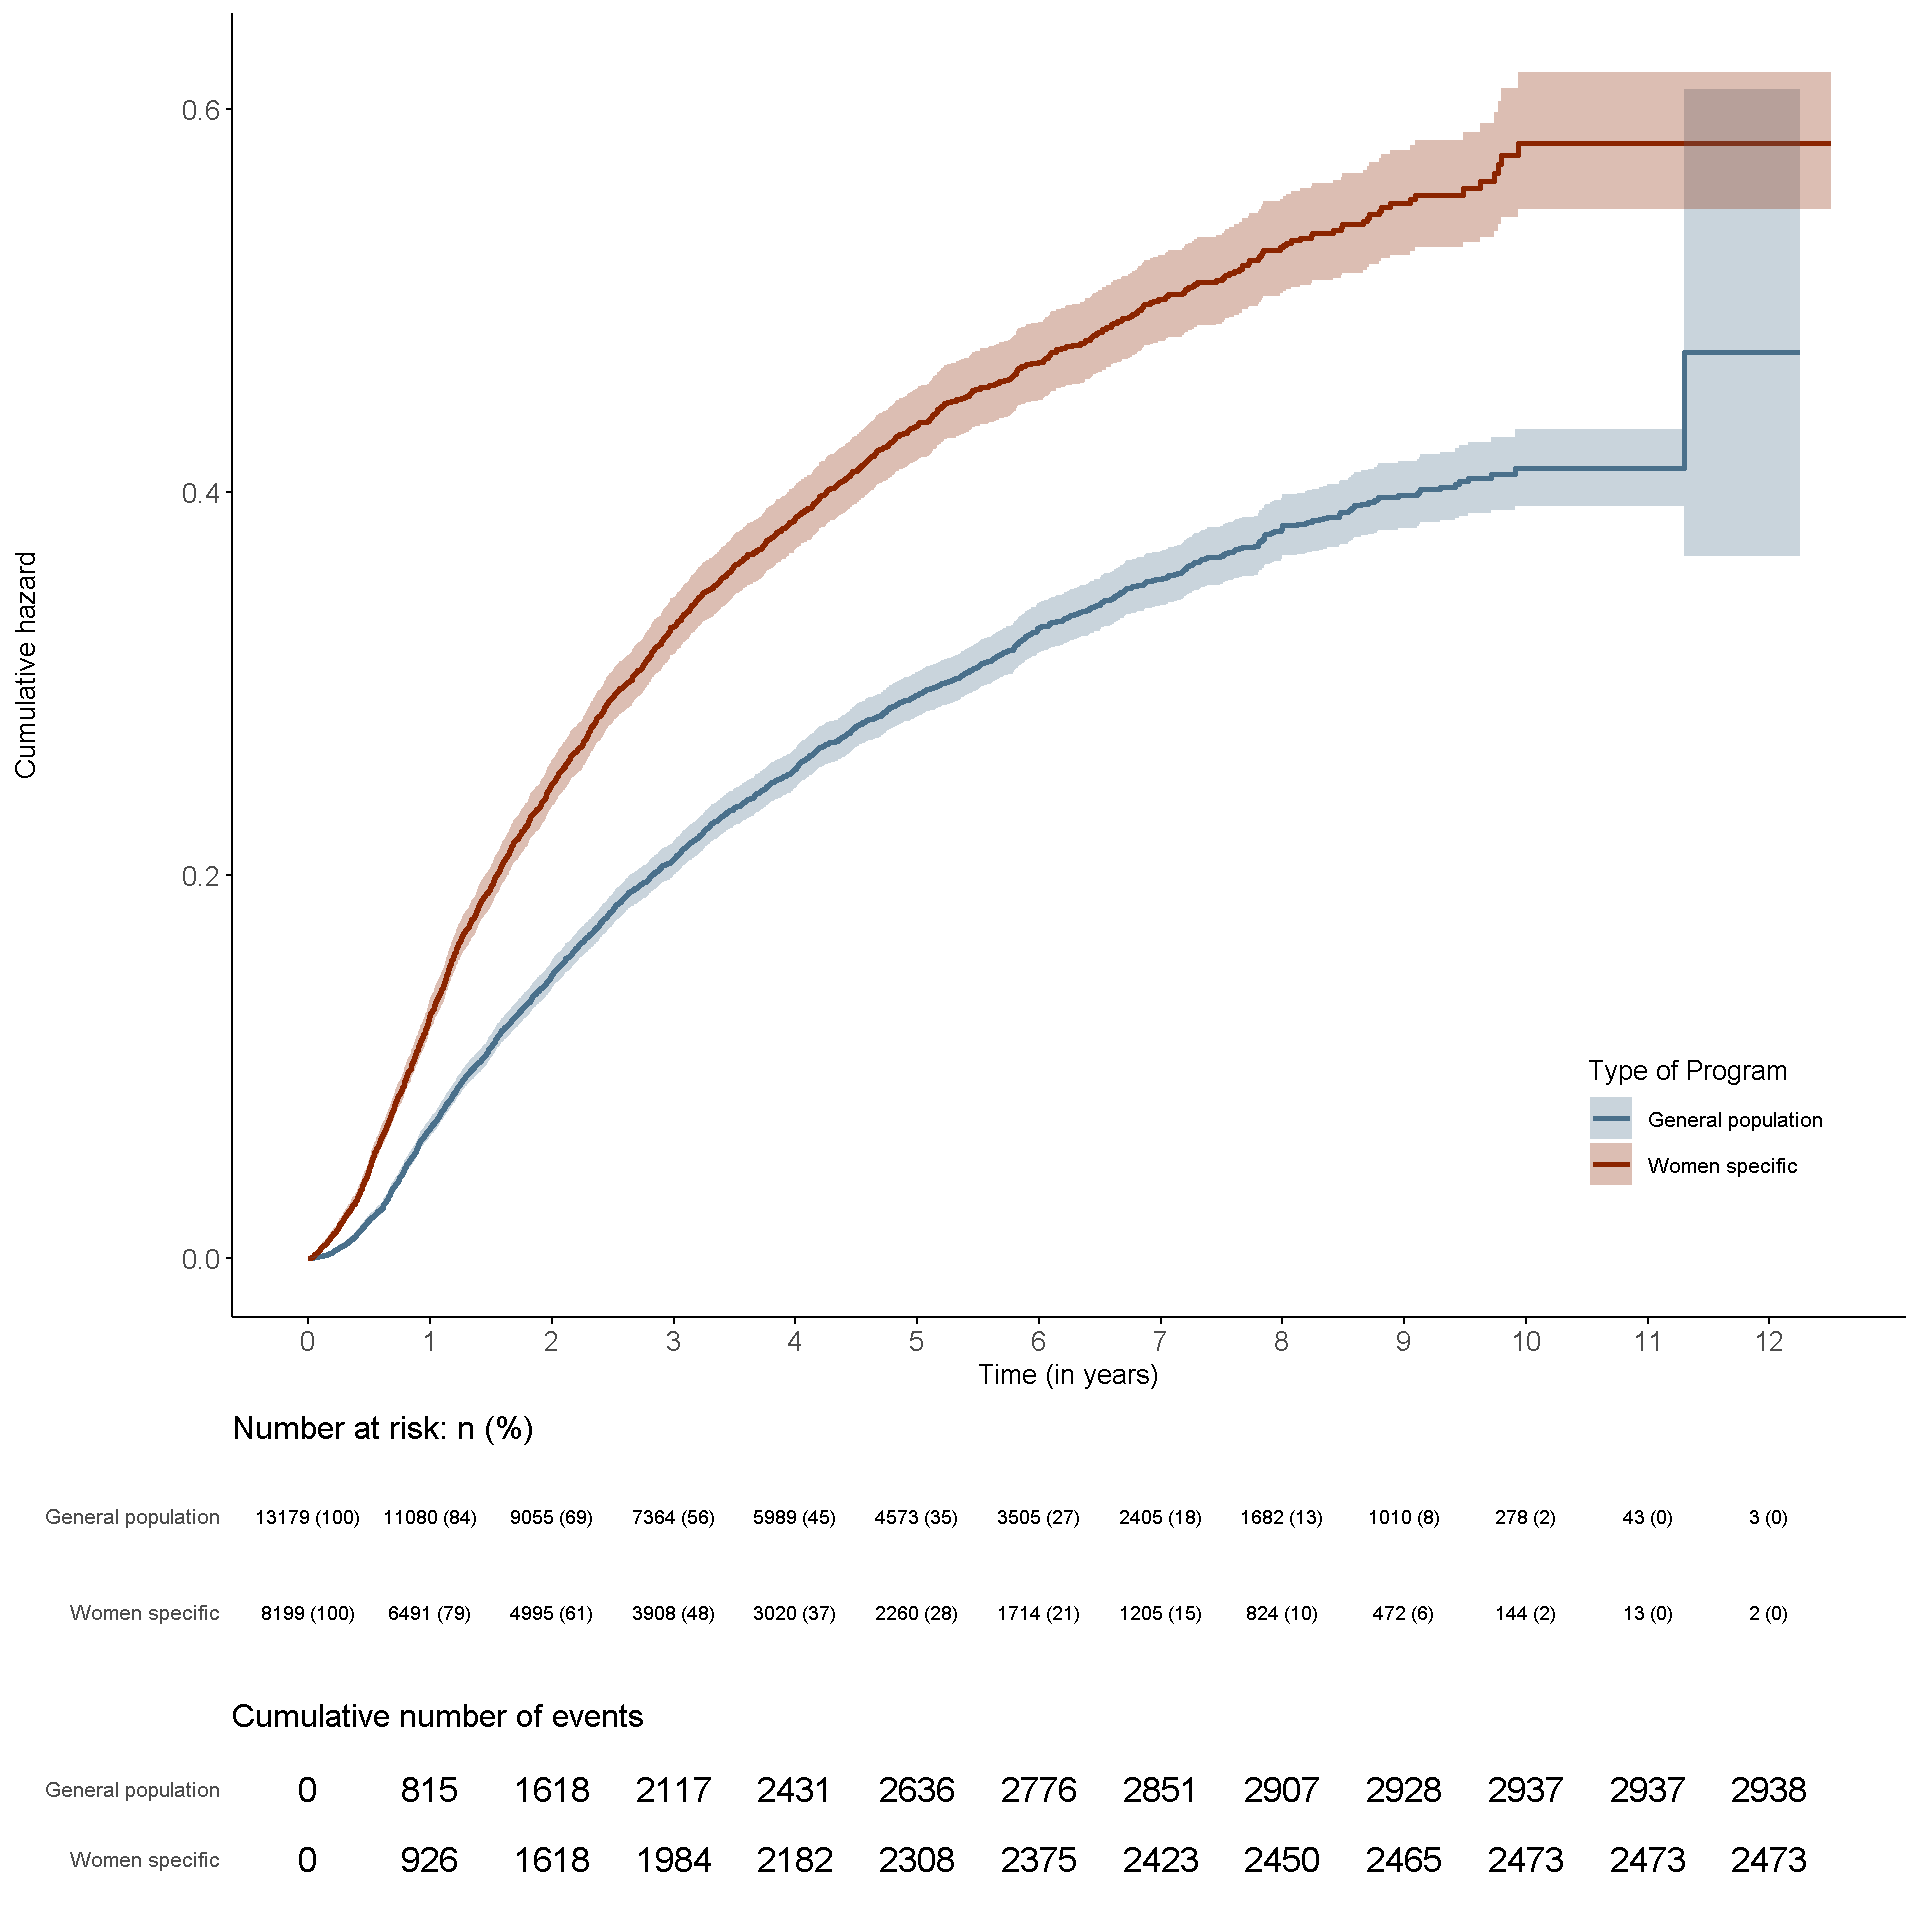 0.6
0.4
0.2
0.0
Cumulative hazard
Type of Program
General population
Women specific
0 1 2 3 4 5 6 7 8 9 10 11 12
Time (in years)
Number at risk: n (%)
General population 13179 (100) 11080 (84) 9055 (69) 7364 (56) 5989 (45) 4573 (35) 3505 (27) 2405 (18) 1682 (13) 1010 (8) 278 (2) 43 (0) 3 (0)
Women specific 8199 (100) 6491 (79) 4995 (61) 3908 (48) 3020 (37) 2260 (28) 1714 (21) 1205 (15) 824 (10) 472 (6) 144 (2) 13 (0) 2 (0)
Cumulative number of events
General population 0 815 1618 2117 2431 2636 2776 2851 2907 2928 2937 2937 2938
Women specific 0 926 1618 1984 2182 2308 2375 2423 2450 2465 2473 2473 2473